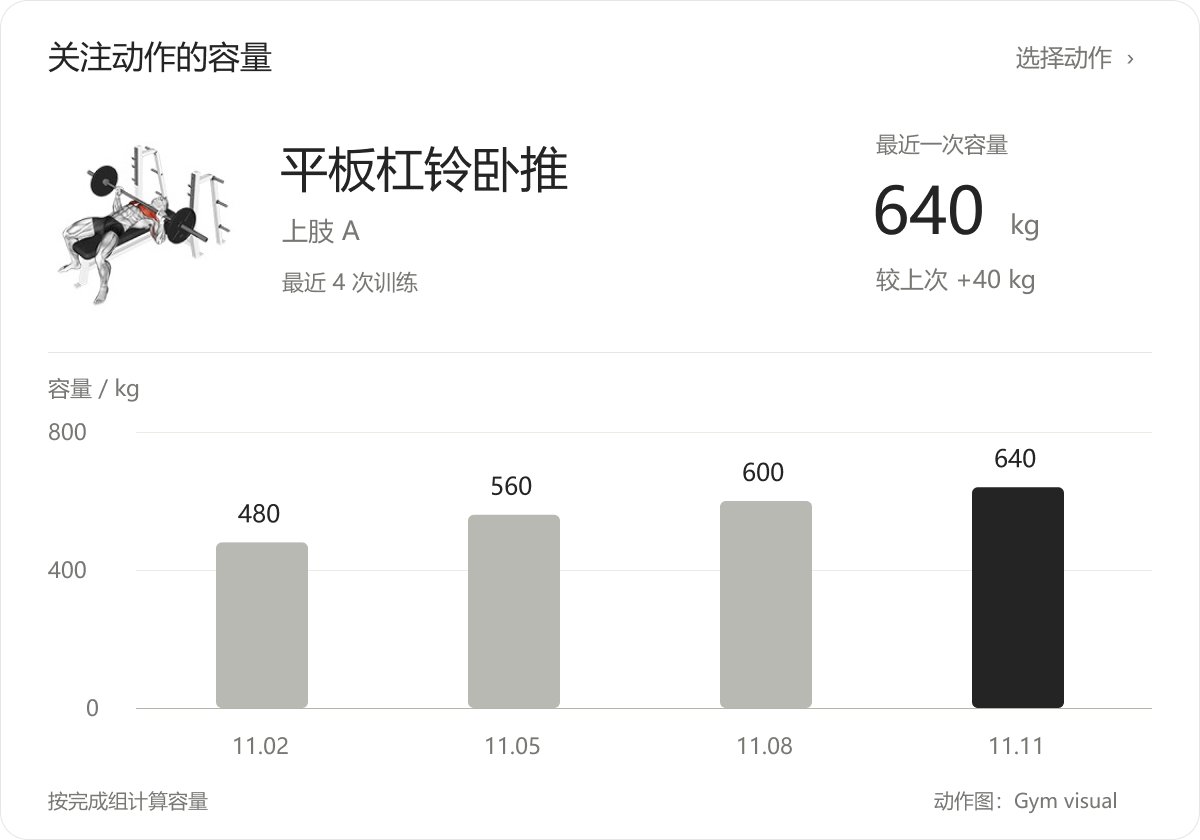 关注动作的容量
选择动作 ›
平板杠铃卧推
上肢 A
最近 4 次训练
最近一次容量
640 kg
较上次 +40 kg
容量 / kg
800
400
0
480
560
600
640
11.02
11.05
11.08
11.11
按完成组计算容量
动作图：Gym visual